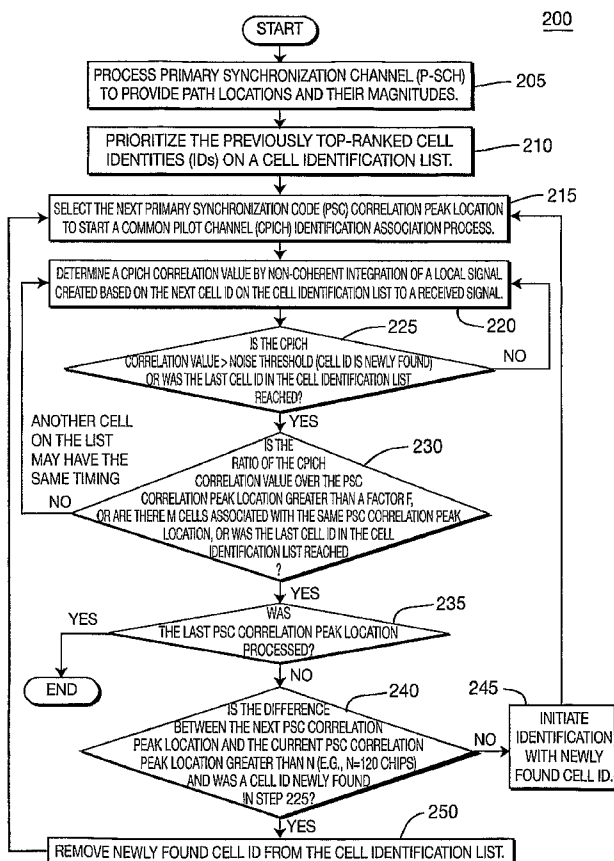 200
START
PROCESS PRIMARY SYNCHRONIZATION CHANNEL (P-SCH)
TO PROVIDE PATH LOCATIONS AND THEIR MAGNITUDES.
205
PRIORITIZE THE PREVIOUSLY TOP-RANKED CELL
IDENTITIES (IDs) ON A CELL IDENTIFICATION LIST.
210
215
SELECT THE NEXT PRIMARY SYNCHRONIZATION CODE (PSC) CORRELATION PEAK LOCATION
TO START A COMMON PILOT CHANNEL (CPICH) IDENTIFICATION ASSOCIATION PROCESS.
DETERMINE A CPICH CORRELATION VALUE BY NON-COHERENT INTEGRATION OF A LOCAL SIGNAL
CREATED BASED ON THE NEXT CELL ID ON THE CELL IDENTIFICATION LIST TO A RECEIVED SIGNAL.
220
225
IS THE CPICH
CORRELATION VALUE > NOISE THRESHOLD (CELL ID IS NEWLY FOUND)
OR WAS THE LAST CELL ID IN THE CELL IDENTIFICATION LIST
REACHED?
NO
YES
ANOTHER CELL
ON THE LIST
MAY HAVE THE
SAME TIMING
NO
230
IS THE
RATIO OF THE CPICH
CORRELATION VALUE OVER THE PSC
CORRELATION PEAK LOCATION GREATER THAN A FACTOR F,
OR ARE THERE M CELLS ASSOCIATED WITH THE SAME PSC CORRELATION PEAK
LOCATION, OR WAS THE LAST CELL ID IN THE CELL
IDENTIFICATION LIST REACHED
?
YES
235
WAS
THE LAST PSC CORRELATION PEAK LOCATION
PROCESSED?
YES
END
NO
240
IS THE DIFFERENCE
BETWEEN THE NEXT PSC CORRELATION
PEAK LOCATION AND THE CURRENT PSC CORRELATION
PEAK LOCATION GREATER THAN N (E.G., N=120 CHIPS)
AND WAS A CELL ID NEWLY FOUND
IN STEP 225?
NO
245
INITIATE
IDENTIFICATION
WITH NEWLY
FOUND CELL ID.
YES
250
REMOVE NEWLY FOUND CELL ID FROM THE CELL IDENTIFICATION LIST.